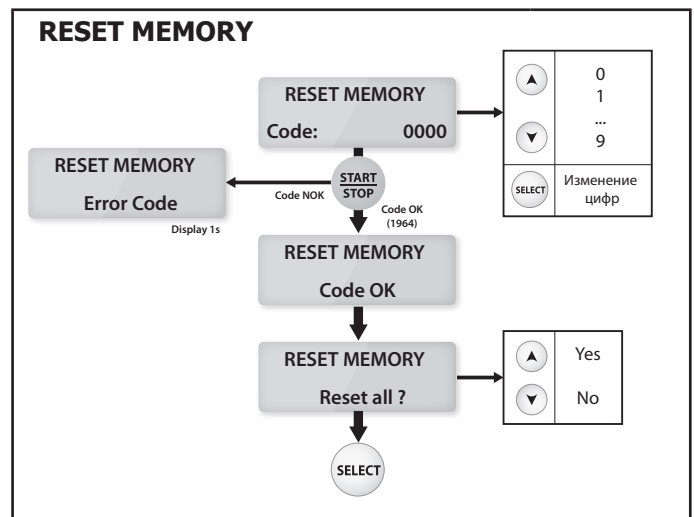 RESET MEMORY
RESET MEMORY
Code: 0000
0
1
...
9
SELECT
Изменение
цифр
RESET MEMORY
Error Code
Display 1s
Code NOK
START
STOP
Code OK
(1964)
RESET MEMORY
Code OK
RESET MEMORY
Reset all ?
Yes
No
SELECT